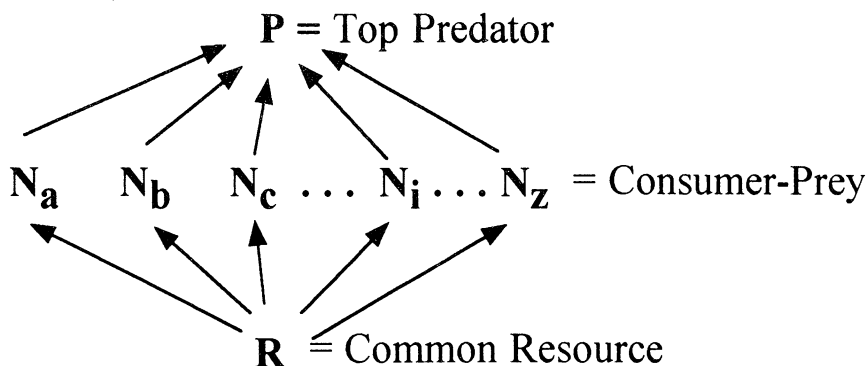 P = Top Predator
Na Nb Nc ... Ni ... Nz = Consumer-Prey
R = Common Resource